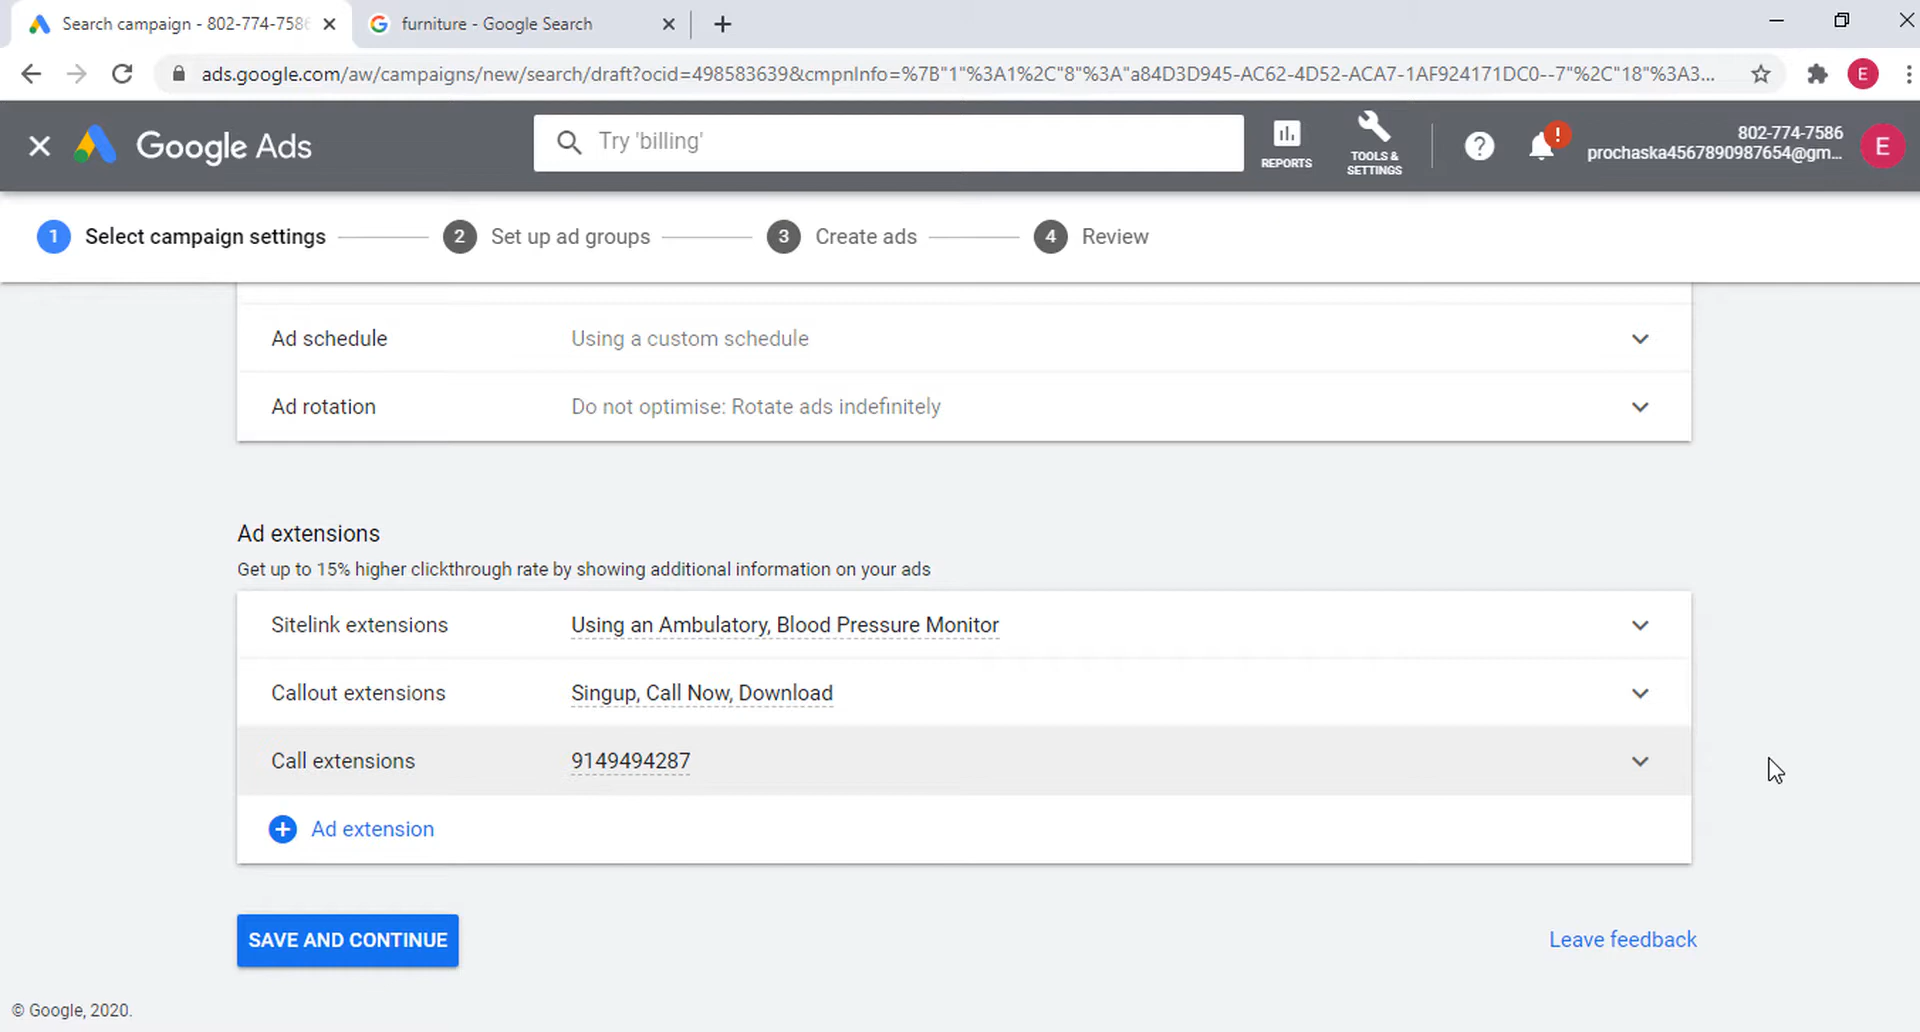 Search campaign - 802-774-7586
furniture - Google Search
ads.google.com/aw/campaigns/new/search/draft?ocid=498583639&cmpnInfo=%7B"1"%3A1%2C"8"%3A"a84D3D945-AC62-4D52-ACA7-1AF924171DC0--7"%2C"18"%3A3...
E
Google Ads
Try 'billing'
REPORTS
TOOLS &
SETTINGS
?
!
802-774-7586
prochaska4567890987654@gm...
E
1 Select campaign settings
2 Set up ad groups
3 Create ads
4 Review
Ad schedule Using a custom schedule
Ad rotation Do not optimise: Rotate ads indefinitely
Ad extensions
Get up to 15% higher clickthrough rate by showing additional information on your ads
Sitelink extensions Using an Ambulatory, Blood Pressure Monitor
Callout extensions Singup, Call Now, Download
Call extensions 9149494287
Ad extension
SAVE AND CONTINUE
Leave feedback
© Google, 2020.